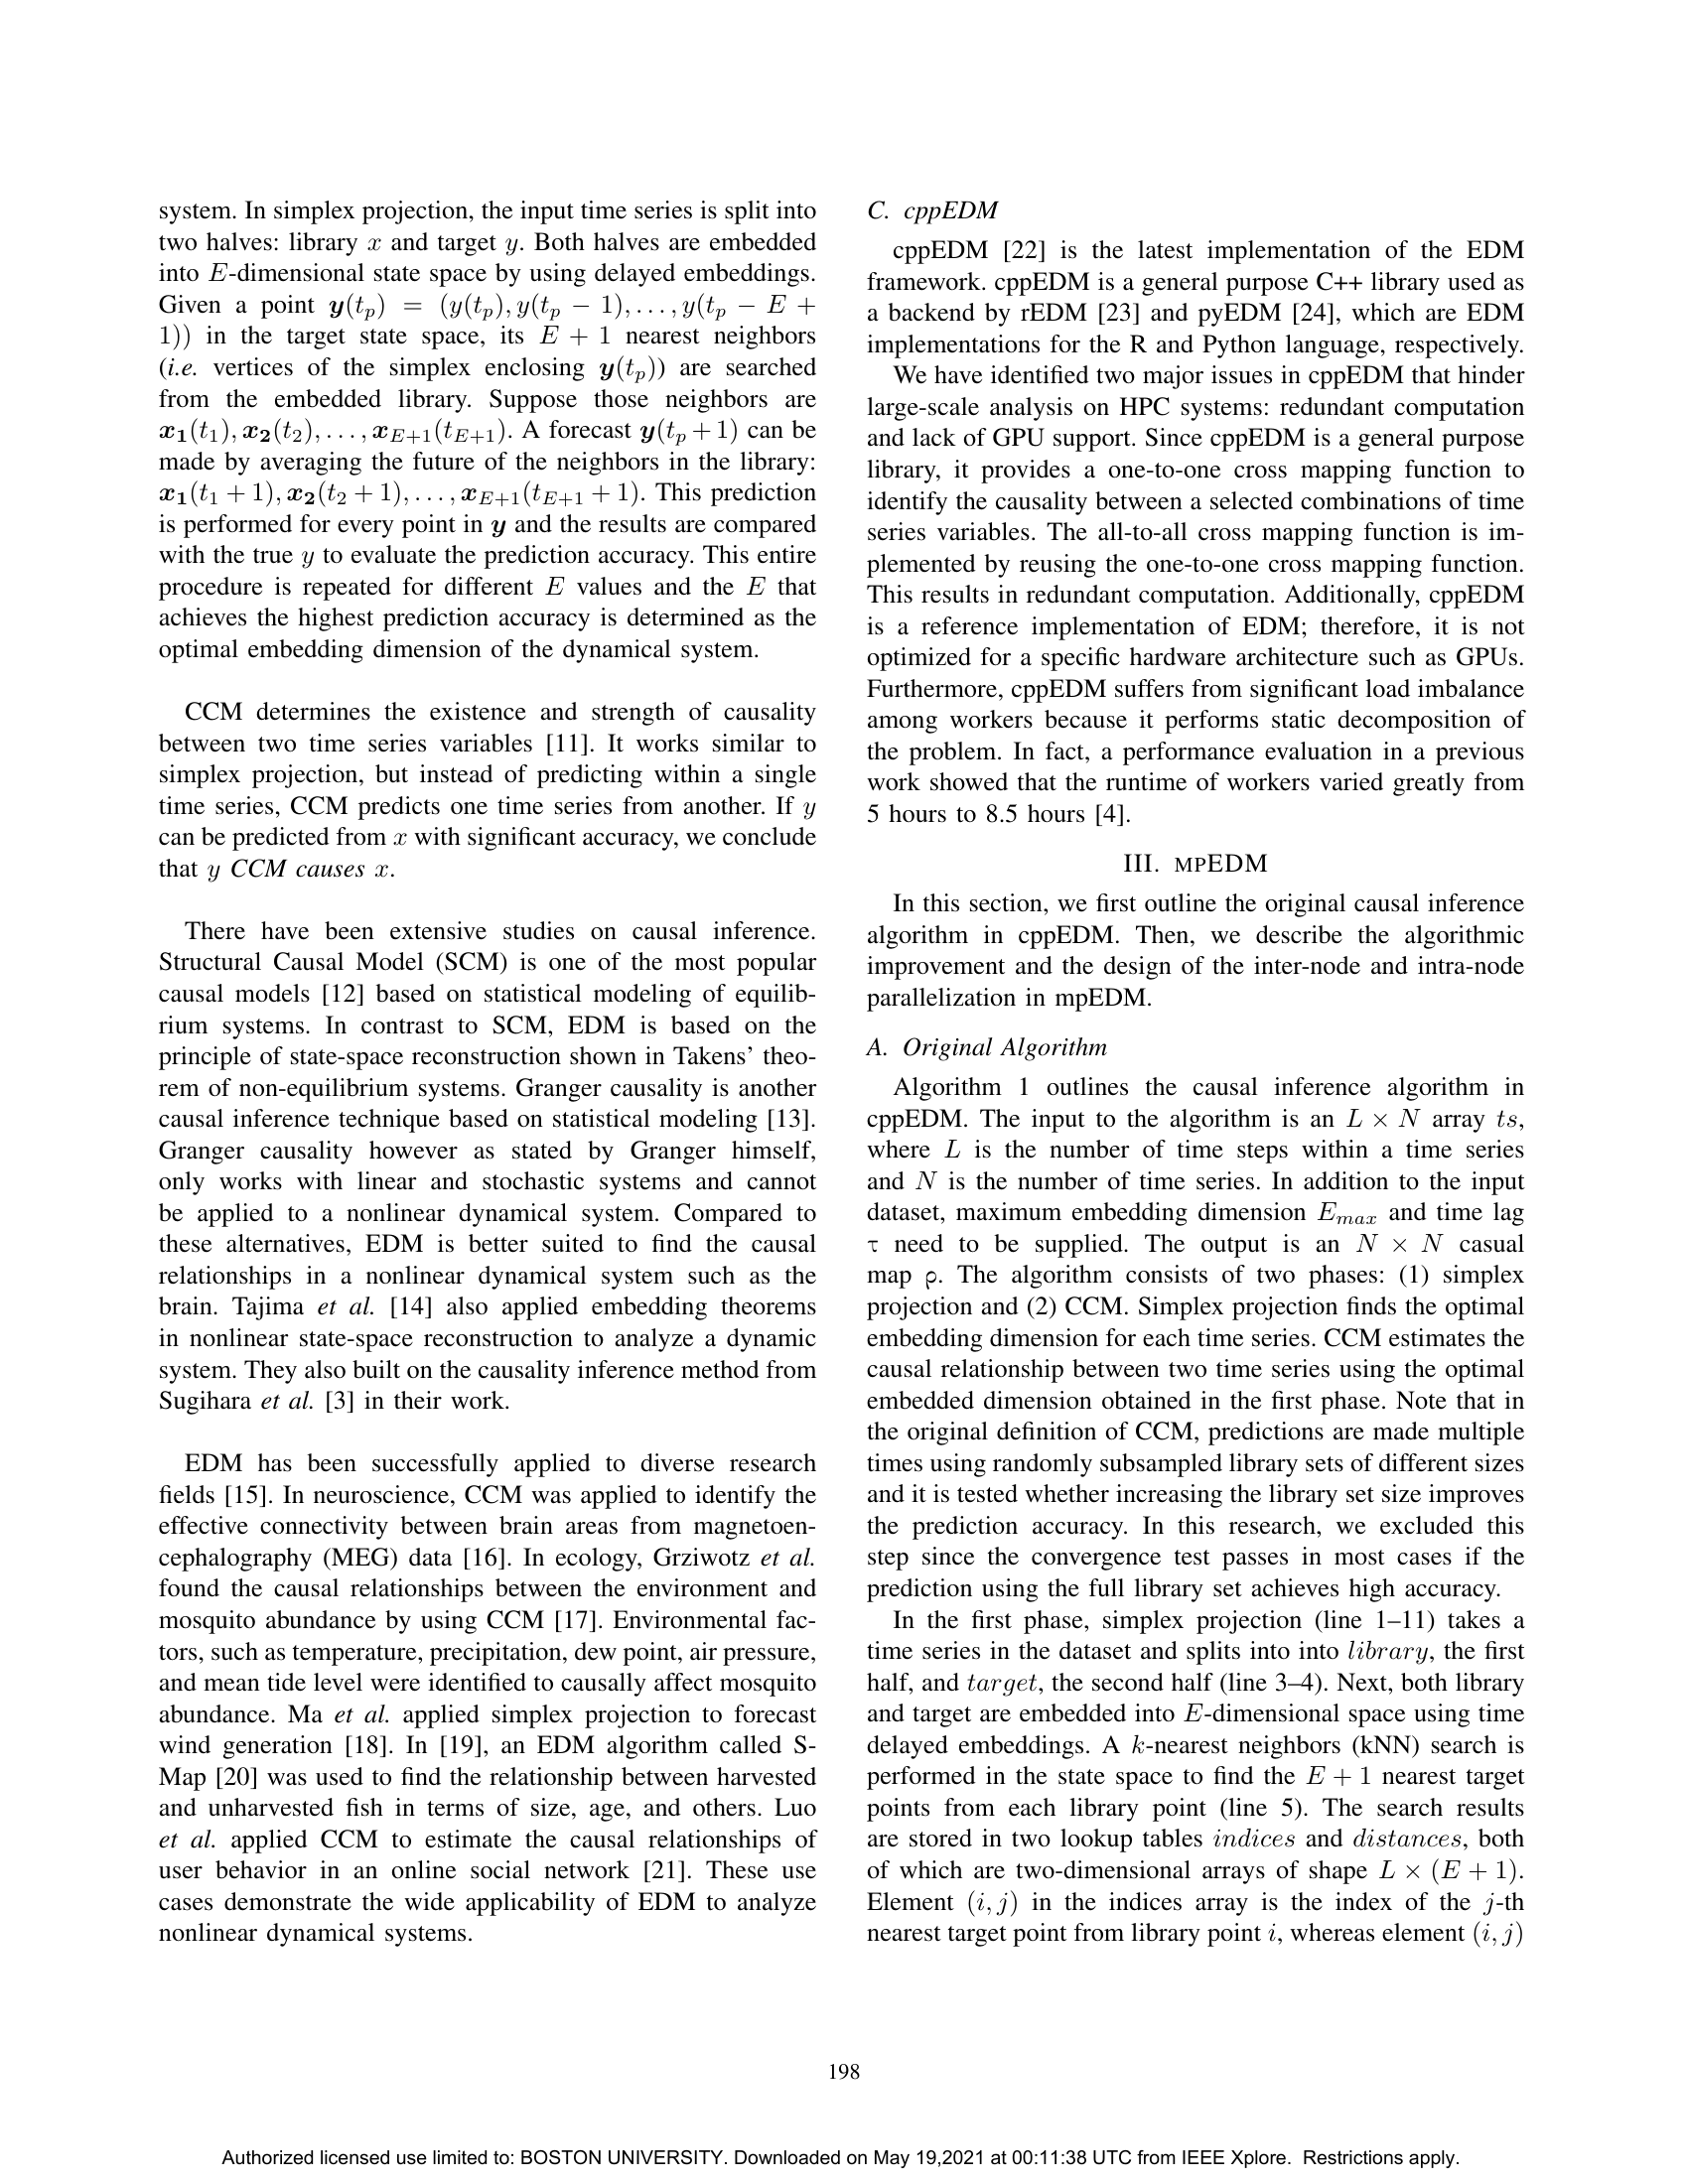 system. In simplex projection, the input time series is split into
two halves: library x and target y. Both halves are embedded
into E-dimensional state space by using delayed embeddings.
Given a point y(t_p) = (y(t_p), y(t_p − 1), . . . , y(t_p − E +
1)) in the target state space, its E + 1 nearest neighbors
(i.e. vertices of the simplex enclosing y(t_p)) are searched
from the embedded library. Suppose those neighbors are
x_1(t_1), x_2(t_2), . . . , x_{E+1}(t_{E+1}). A forecast y(t_p + 1) can be
made by averaging the future of the neighbors in the library:
x_1(t_1 + 1), x_2(t_2 + 1), . . . , x_{E+1}(t_{E+1} + 1). This prediction
is performed for every point in y and the results are compared
with the true y to evaluate the prediction accuracy. This entire
procedure is repeated for different E values and the E that
achieves the highest prediction accuracy is determined as the
optimal embedding dimension of the dynamical system.
CCM determines the existence and strength of causality
between two time series variables [11]. It works similar to
simplex projection, but instead of predicting within a single
time series, CCM predicts one time series from another. If y
can be predicted from x with significant accuracy, we conclude
that y CCM causes x.
There have been extensive studies on causal inference.
Structural Causal Model (SCM) is one of the most popular
causal models [12] based on statistical modeling of equilib-
rium systems. In contrast to SCM, EDM is based on the
principle of state-space reconstruction shown in Takens' theo-
rem of non-equilibrium systems. Granger causality is another
causal inference technique based on statistical modeling [13].
Granger causality however as stated by Granger himself,
only works with linear and stochastic systems and cannot
be applied to a nonlinear dynamical system. Compared to
these alternatives, EDM is better suited to find the causal
relationships in a nonlinear dynamical system such as the
brain. Tajima et al. [14] also applied embedding theorems
in nonlinear state-space reconstruction to analyze a dynamic
system. They also built on the causality inference method from
Sugihara et al. [3] in their work.
EDM has been successfully applied to diverse research
fields [15]. In neuroscience, CCM was applied to identify the
effective connectivity between brain areas from magnetoen-
cephalography (MEG) data [16]. In ecology, Grziwotz et al.
found the causal relationships between the environment and
mosquito abundance by using CCM [17]. Environmental fac-
tors, such as temperature, precipitation, dew point, air pressure,
and mean tide level were identified to causally affect mosquito
abundance. Ma et al. applied simplex projection to forecast
wind generation [18]. In [19], an EDM algorithm called S-
Map [20] was used to find the relationship between harvested
and unharvested fish in terms of size, age, and others. Luo
et al. applied CCM to estimate the causal relationships of
user behavior in an online social network [21]. These use
cases demonstrate the wide applicability of EDM to analyze
nonlinear dynamical systems.
C. cppEDM
cppEDM [22] is the latest implementation of the EDM
framework. cppEDM is a general purpose C++ library used as
a backend by rEDM [23] and pyEDM [24], which are EDM
implementations for the R and Python language, respectively.
We have identified two major issues in cppEDM that hinder
large-scale analysis on HPC systems: redundant computation
and lack of GPU support. Since cppEDM is a general purpose
library, it provides a one-to-one cross mapping function to
identify the causality between a selected combinations of time
series variables. The all-to-all cross mapping function is im-
plemented by reusing the one-to-one cross mapping function.
This results in redundant computation. Additionally, cppEDM
is a reference implementation of EDM; therefore, it is not
optimized for a specific hardware architecture such as GPUs.
Furthermore, cppEDM suffers from significant load imbalance
among workers because it performs static decomposition of
the problem. In fact, a performance evaluation in a previous
work showed that the runtime of workers varied greatly from
5 hours to 8.5 hours [4].
III. MPEDM
In this section, we first outline the original causal inference
algorithm in cppEDM. Then, we describe the algorithmic
improvement and the design of the inter-node and intra-node
parallelization in mpEDM.
A. Original Algorithm
Algorithm 1 outlines the causal inference algorithm in
cppEDM. The input to the algorithm is an L × N array ts,
where L is the number of time steps within a time series
and N is the number of time series. In addition to the input
dataset, maximum embedding dimension E_max and time lag
τ need to be supplied. The output is an N × N casual
map ρ. The algorithm consists of two phases: (1) simplex
projection and (2) CCM. Simplex projection finds the optimal
embedding dimension for each time series. CCM estimates the
causal relationship between two time series using the optimal
embedded dimension obtained in the first phase. Note that in
the original definition of CCM, predictions are made multiple
times using randomly subsampled library sets of different sizes
and it is tested whether increasing the library set size improves
the prediction accuracy. In this research, we excluded this
step since the convergence test passes in most cases if the
prediction using the full library set achieves high accuracy.
In the first phase, simplex projection (line 1–11) takes a
time series in the dataset and splits into into library, the first
half, and target, the second half (line 3–4). Next, both library
and target are embedded into E-dimensional space using time
delayed embeddings. A k-nearest neighbors (kNN) search is
performed in the state space to find the E + 1 nearest target
points from each library point (line 5). The search results
are stored in two lookup tables indices and distances, both
of which are two-dimensional arrays of shape L × (E + 1).
Element (i, j) in the indices array is the index of the j-th
nearest target point from library point i, whereas element (i, j)
198
Authorized licensed use limited to: BOSTON UNIVERSITY. Downloaded on May 19,2021 at 00:11:38 UTC from IEEE Xplore. Restrictions apply.